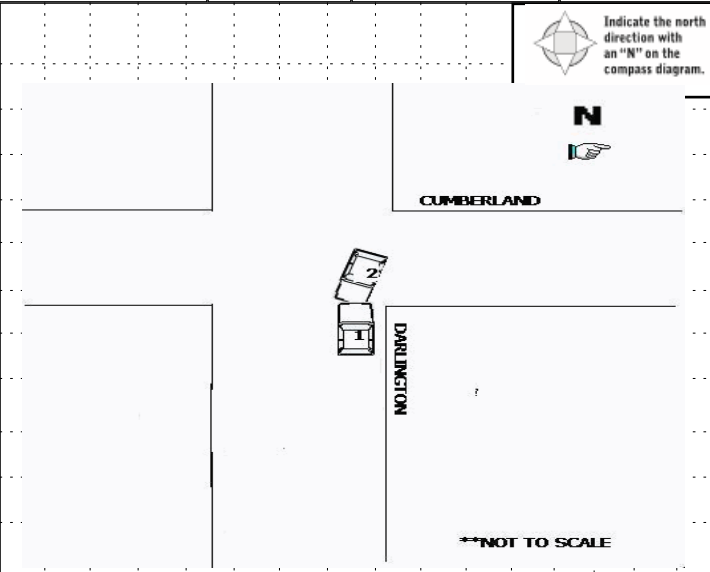 Indicate the north
direction with
an "N" on the
compass diagram.
N
CUMBERLAND
2
1
DARLINGTON
?
**NOT TO SCALE